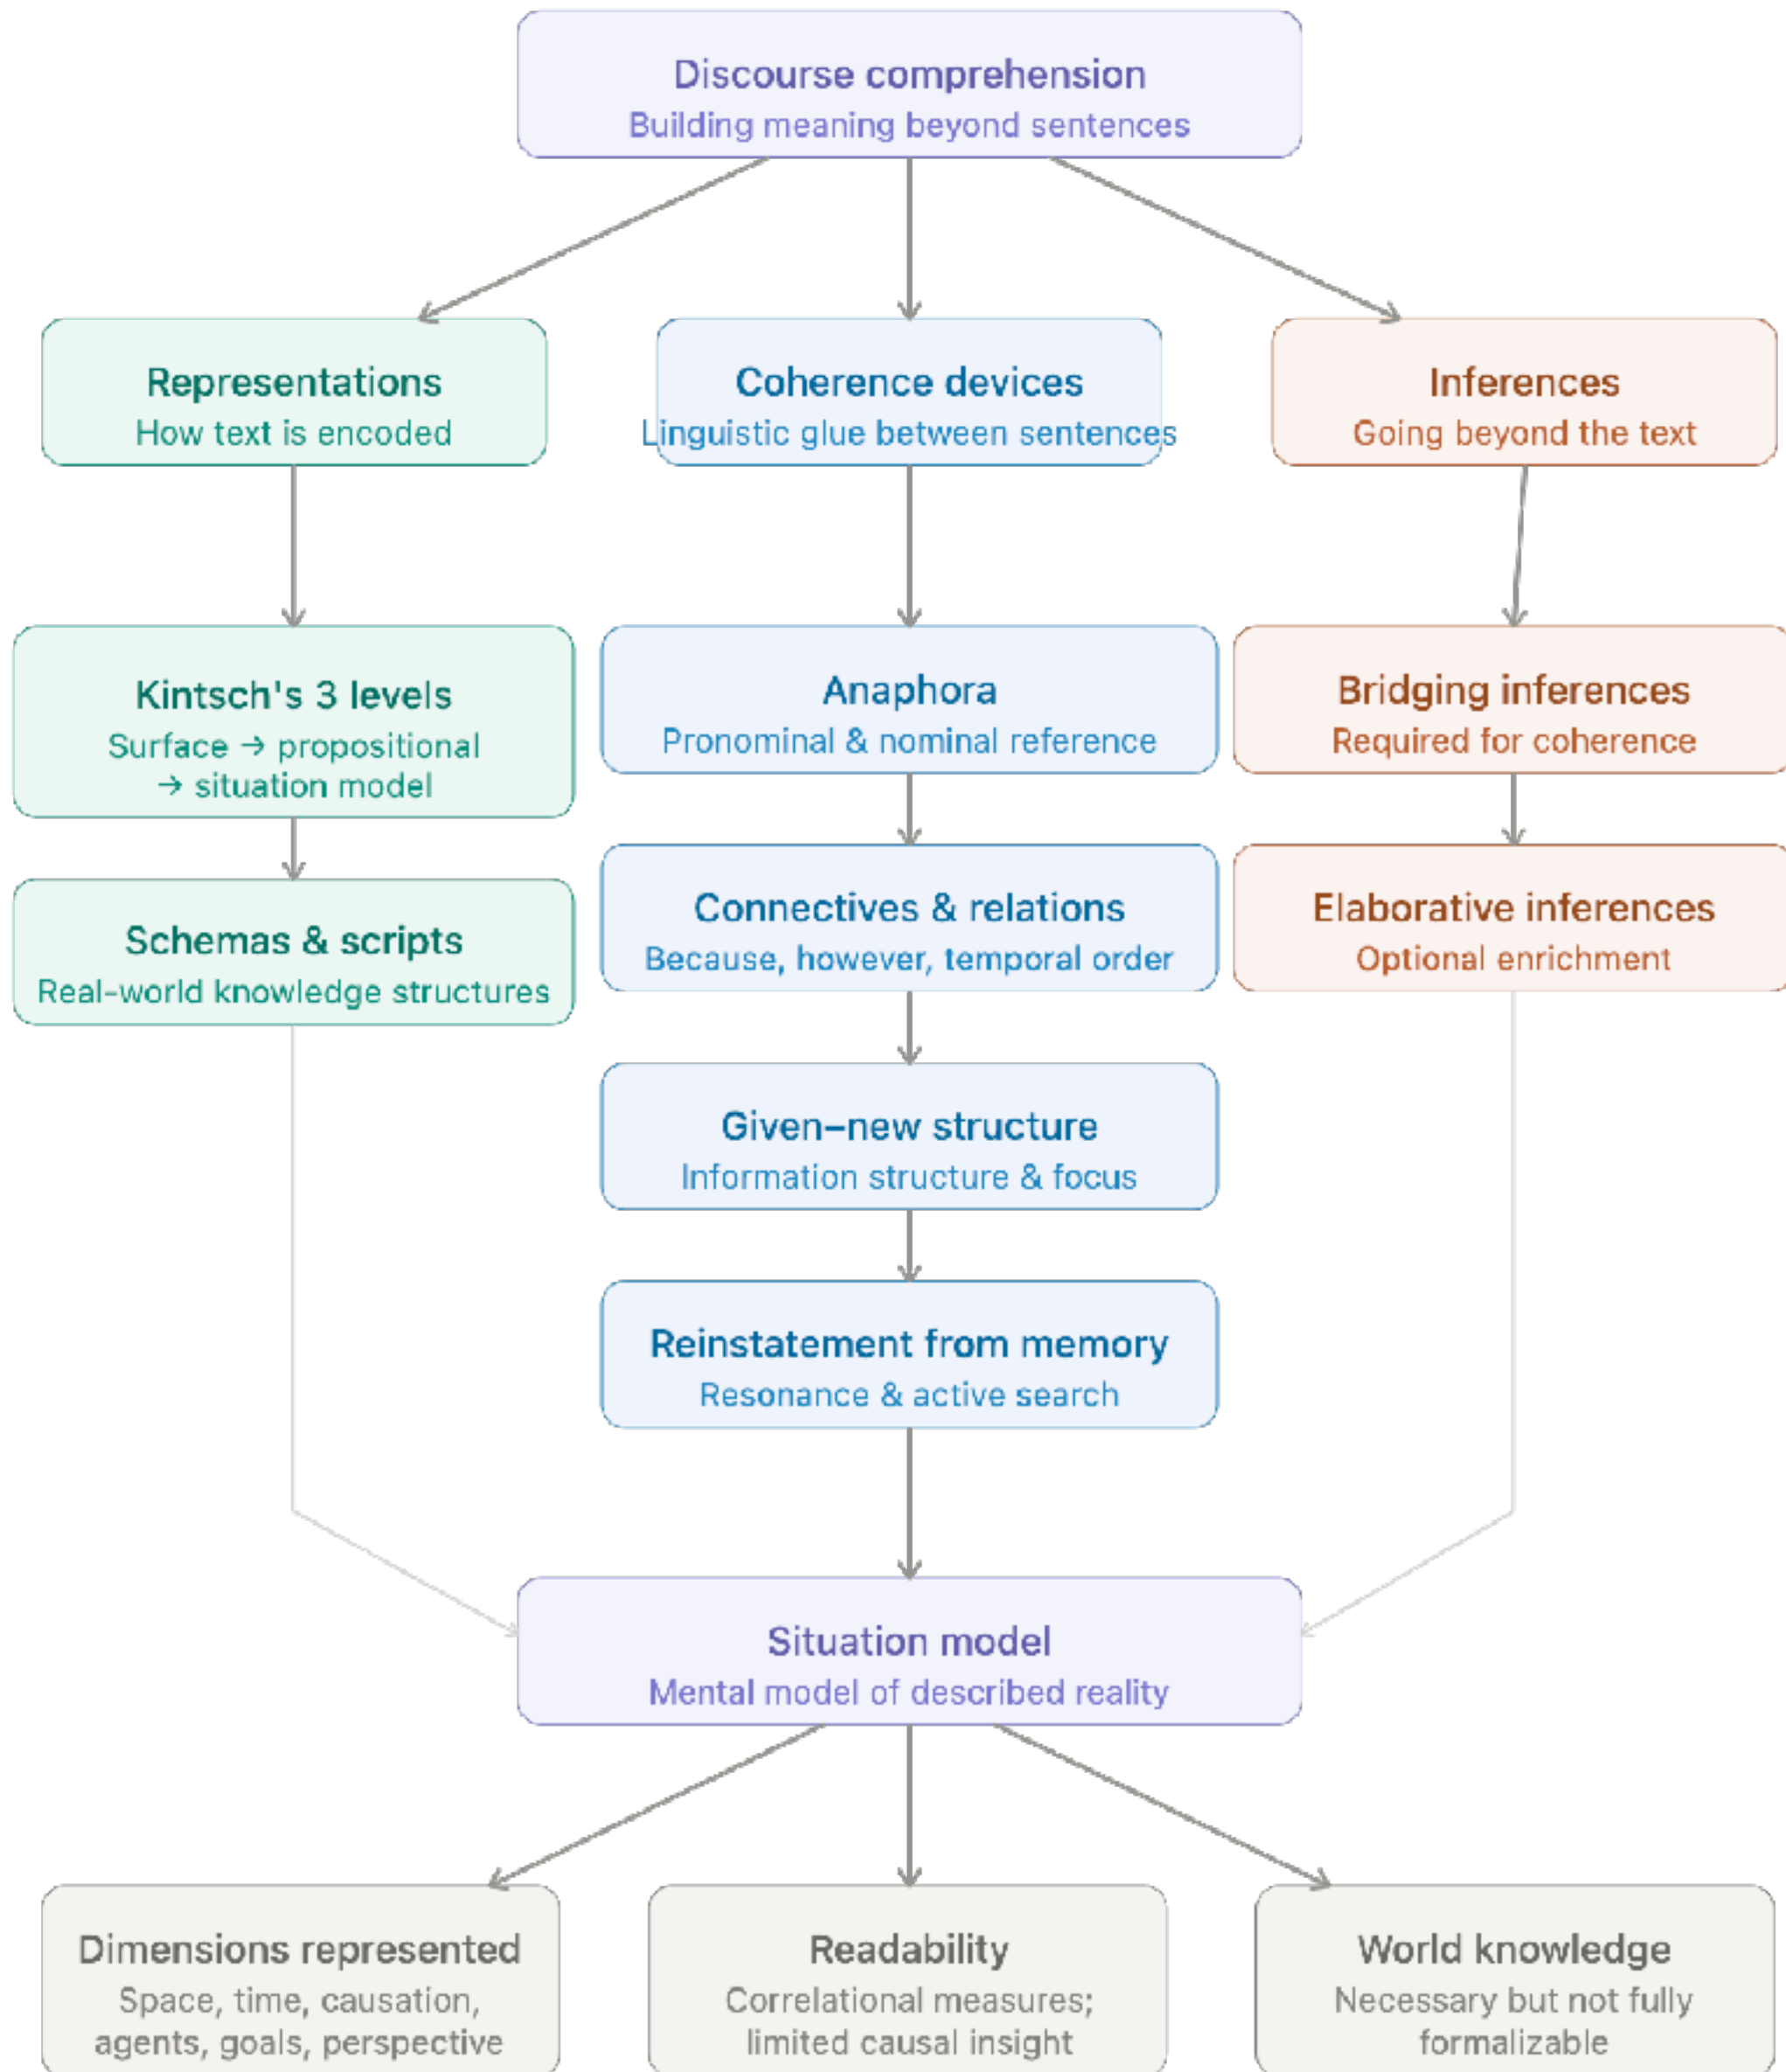 Discourse comprehension
Building meaning beyond sentences
Representations
How text is encoded
Coherence devices
Linguistic glue between sentences
Inferences
Going beyond the text
Kintsch's 3 levels
Surface → propositional
→ situation model
Anaphora
Pronominal & nominal reference
Bridging inferences
Required for coherence
Schemas & scripts
Real-world knowledge structures
Connectives & relations
Because, however, temporal order
Elaborative inferences
Optional enrichment
Given–new structure
Information structure & focus
Reinstatement from memory
Resonance & active search
Situation model
Mental model of described reality
Dimensions represented
Space, time, causation,
agents, goals, perspective
Readability
Correlational measures;
limited causal insight
World knowledge
Necessary but not fully
formalizable